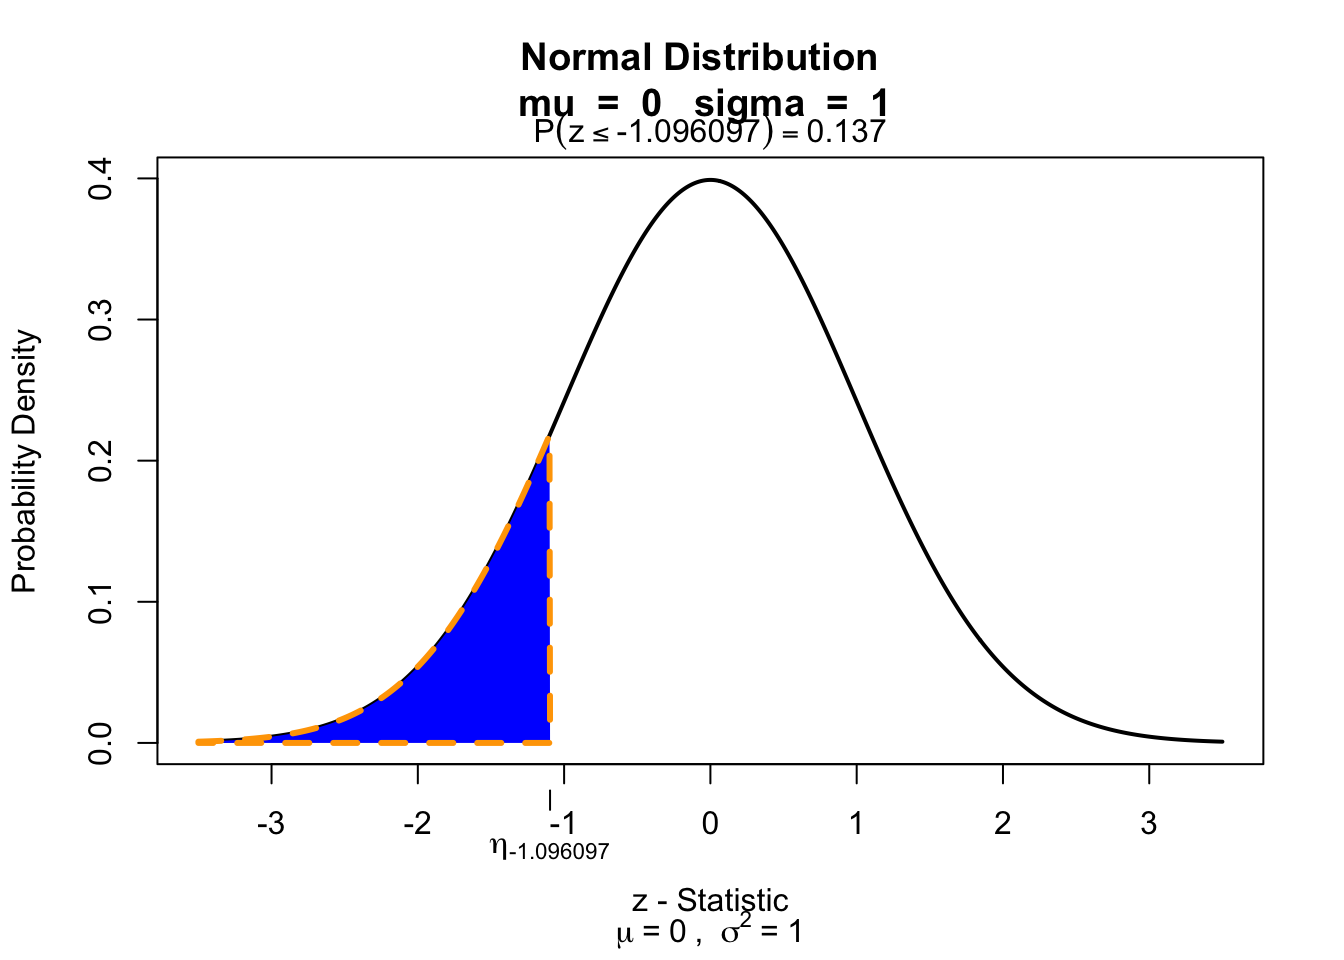 Normal Distribution
mu = 0 sigma = 1
P(z ≤ -1.096097) = 0.137
Probability Density
0.4
0.3
0.2
0.1
0.0
-3 -2 -1 0 1 2 3
η-1.096097
z - Statistic
μ = 0 , σ² = 1